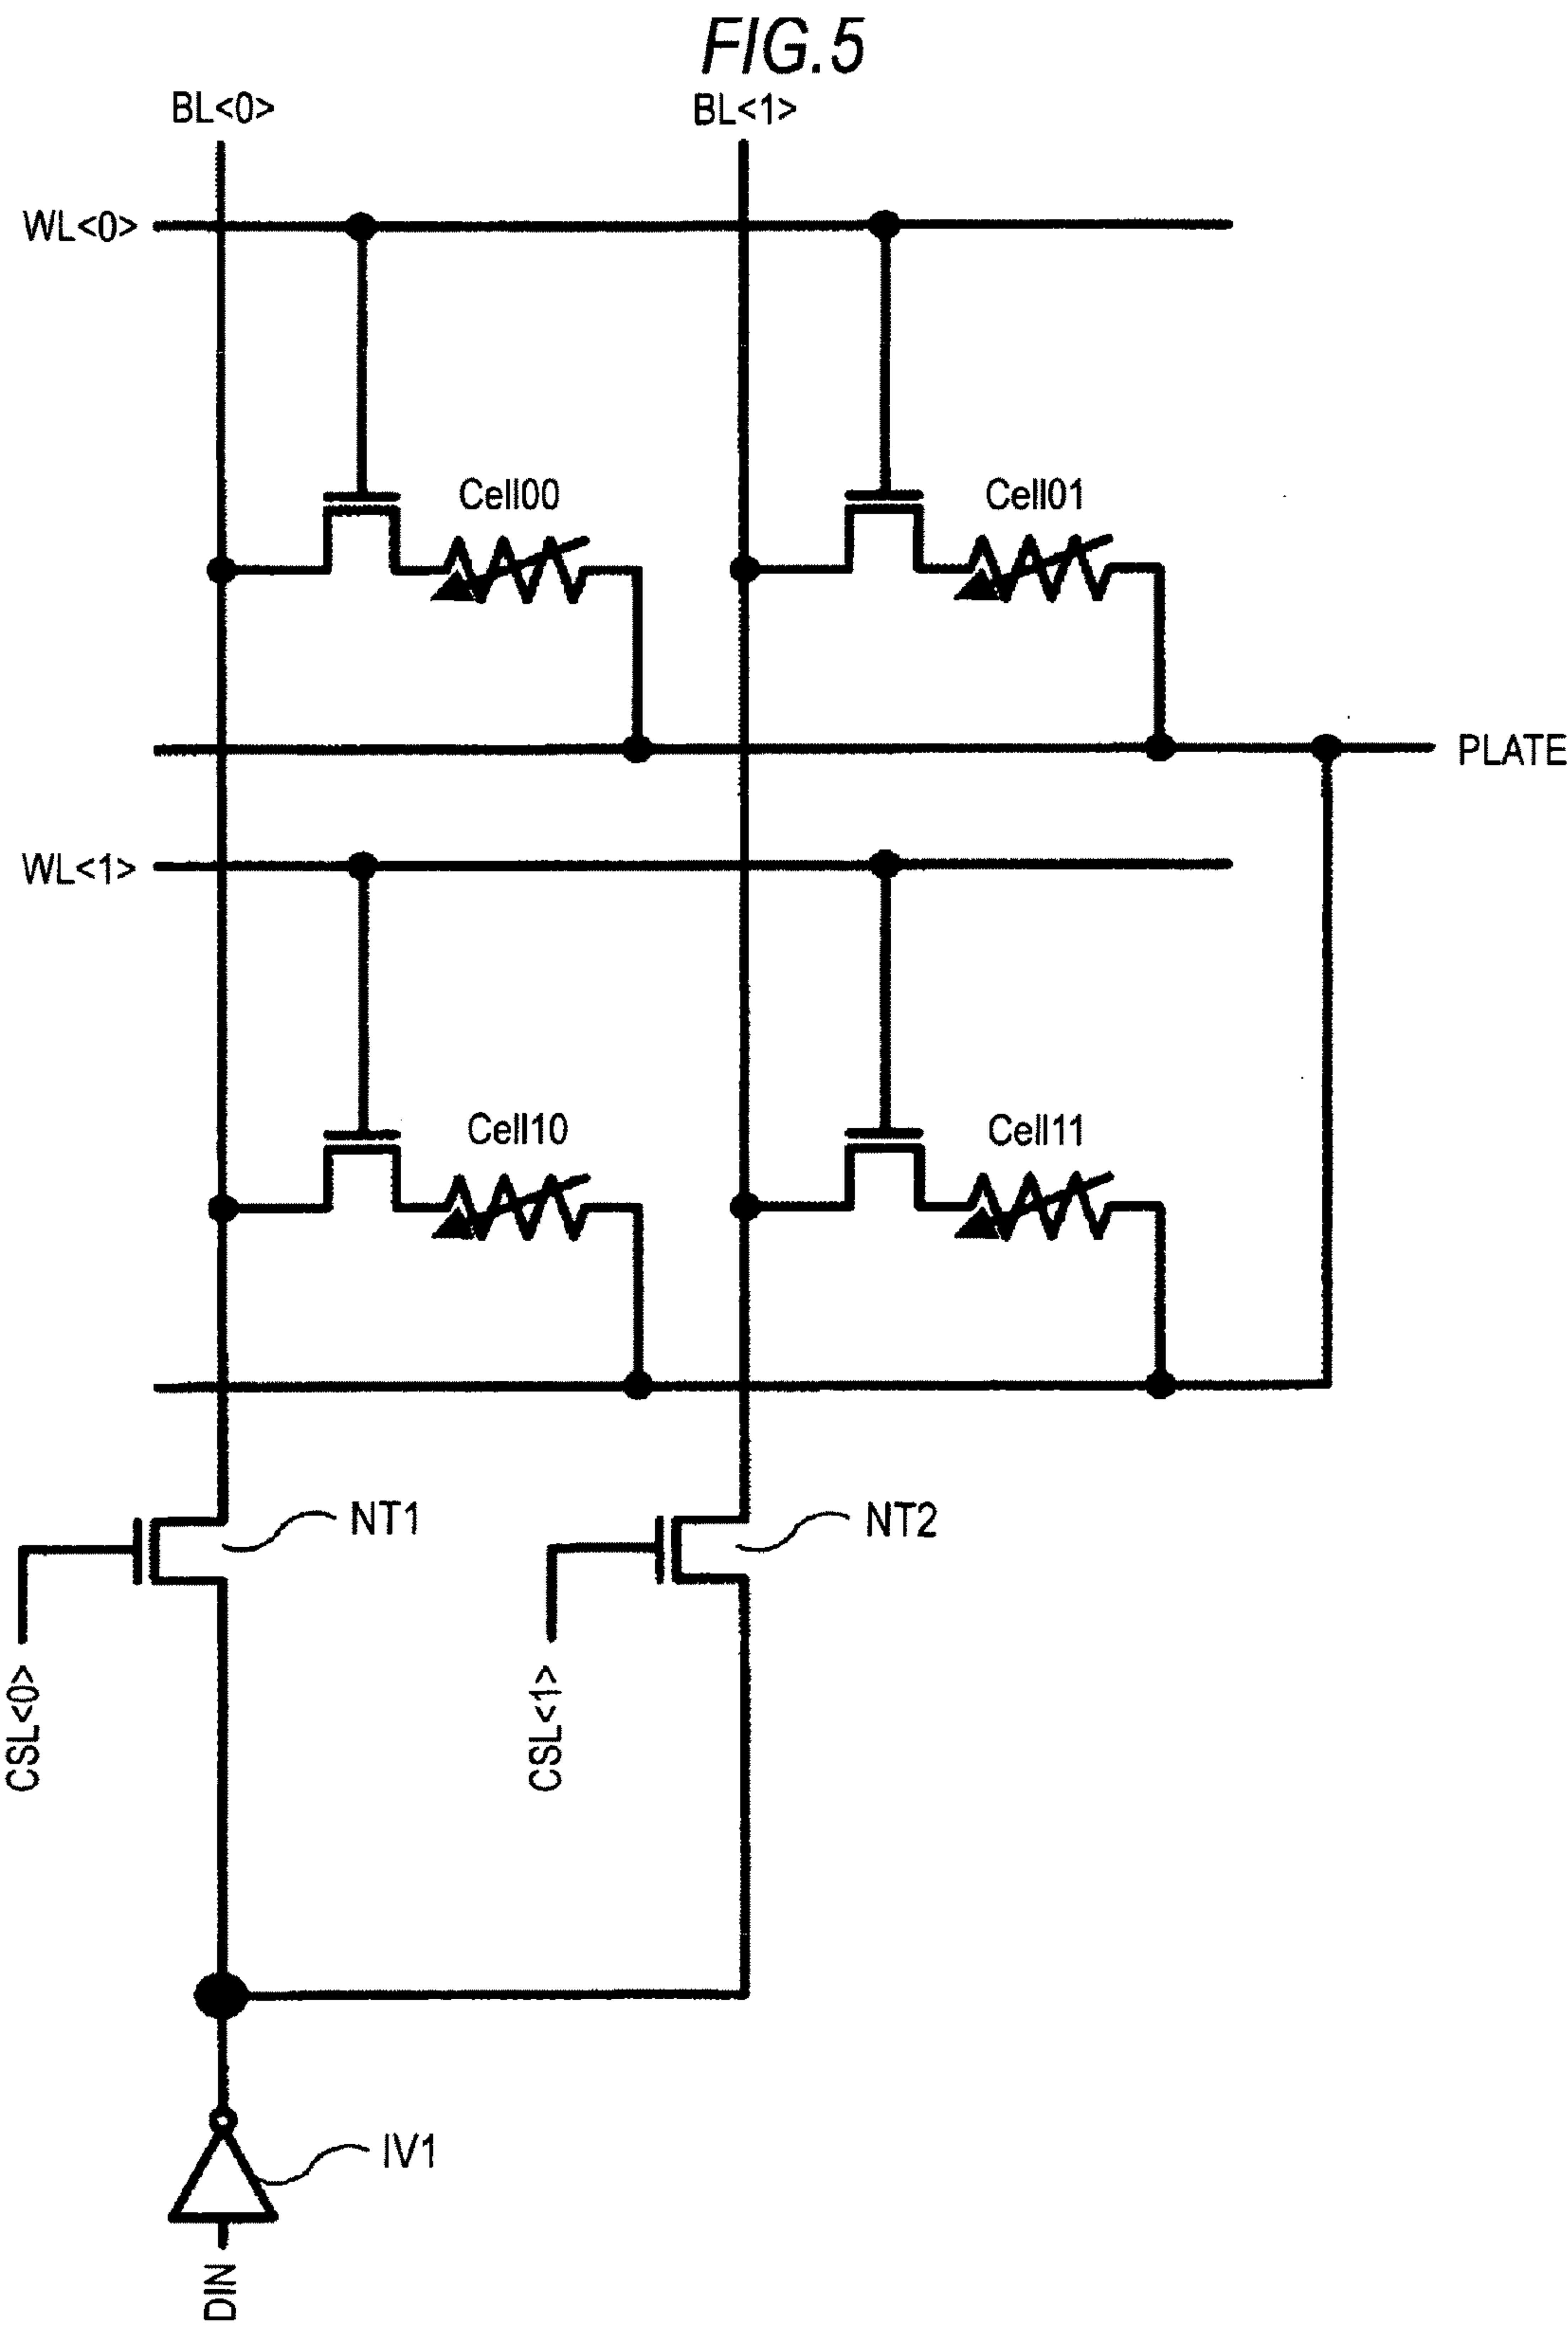 FIG.5
BL<0>
BL<1>
WL<0>
Cell00
Cell01
PLATE
WL<1>
Cell10
Cell11
NT1
NT2
CSL<0>
CSL<1>
IV1
DIN